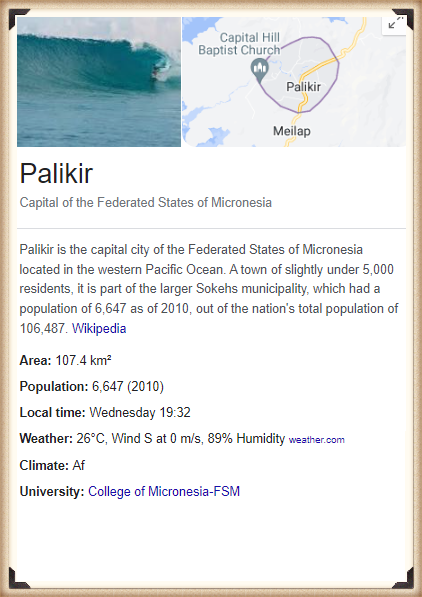 Capital Hill
Baptist Church
Palikir
Meilap
Palikir
Capital of the Federated States of Micronesia
Palikir is the capital city of the Federated States of Micronesia
located in the western Pacific Ocean. A town of slightly under 5,000
residents, it is part of the larger Sokehs municipality, which had a
population of 6,647 as of 2010, out of the nation's total population of
106,487. Wikipedia
Area: 107.4 km²
Population: 6,647 (2010)
Local time: Wednesday 19:32
Weather: 26°C, Wind S at 0 m/s, 89% Humidity weather.com
Climate: Af
University: College of Micronesia-FSM